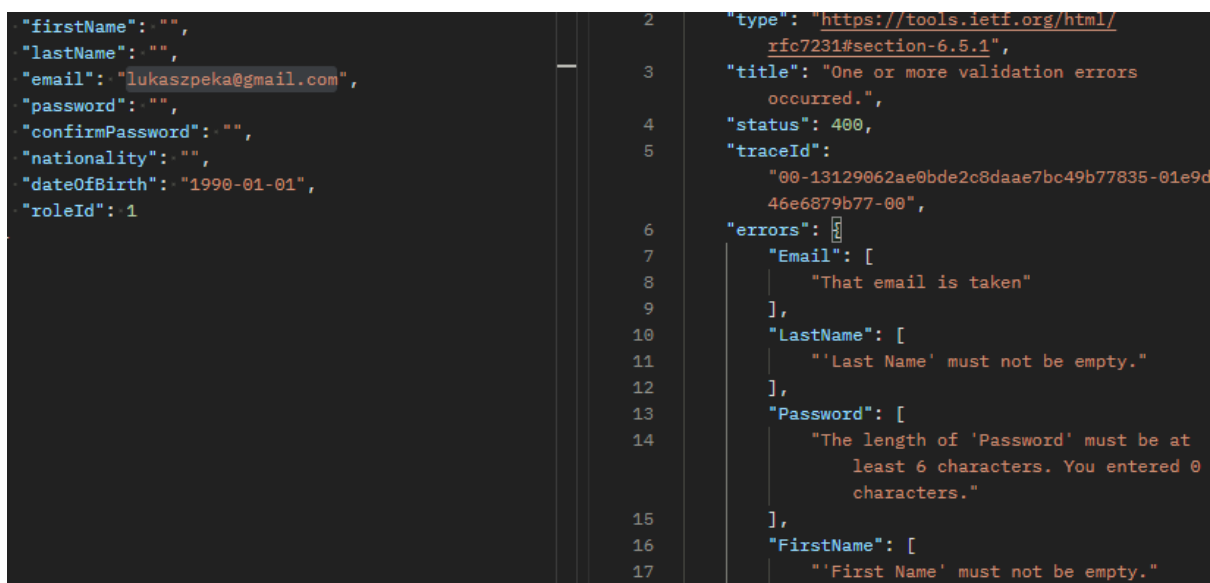 "firstName": "",
"lastName": "",
"email": "lukaszpeka@gmail.com",
"password": "",
"confirmPassword": "",
"nationality": "",
"dateOfBirth": "1990-01-01",
"roleId": 1
2 "type": "https://tools.ietf.org/html/
rfc7231#section-6.5.1",
3 "title": "One or more validation errors
occurred.",
4 "status": 400,
5 "traceId":
"00-13129062ae0bde2c8daae7bc49b77835-01e9d
46e6879b77-00",
6 "errors": {
7 "Email": [
8 "That email is taken"
9 ],
10 "LastName": [
11 "'Last Name' must not be empty."
12 ],
13 "Password": [
14 "The length of 'Password' must be at
least 6 characters. You entered 0
characters."
15 ],
16 "FirstName": [
17 "'First Name' must not be empty."